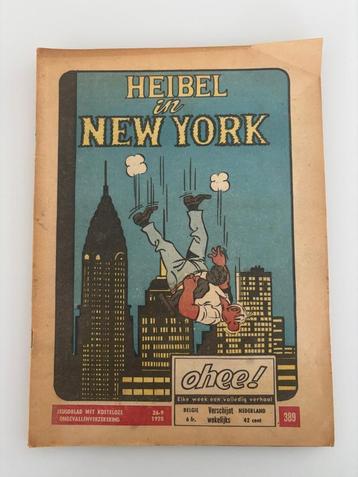 HEIBEL
in
NEW YORK
ohee!
Elke week een volledig verhaal
JEUGDBLAD MET KOSTELOZE
ONGEVALLENVERZEKERING
26-9
1970
BELGIE
6 fr.
Verschijnt
wekelijks
NEDERLAND
42 cent
389